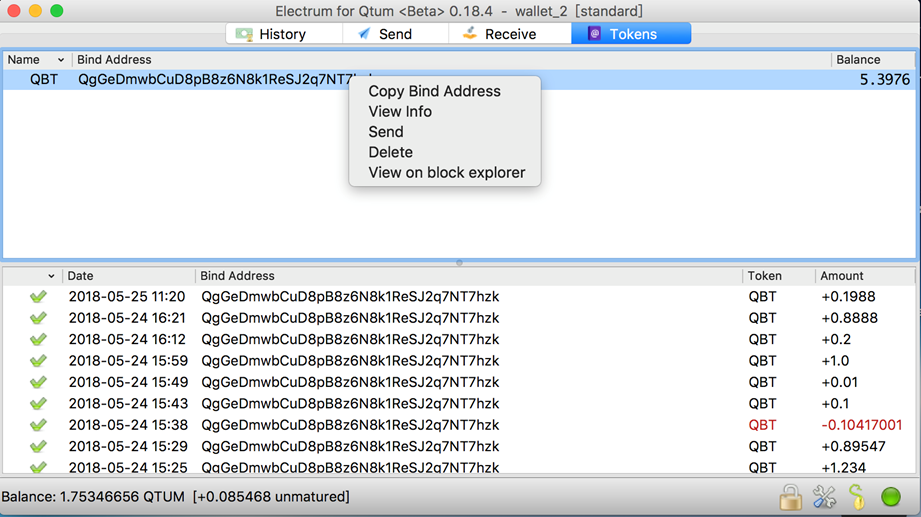 Electrum for Qtum <Beta> 0.18.4 - wallet_2 [standard]
History Send Receive Tokens
Name Bind Address Balance
QBT QgGeDmwbCuD8pB8z6N8k1ReSJ2q7NT7hzk 5.3976
Copy Bind Address
View Info
Send
Delete
View on block explorer
Date Bind Address Token Amount
2018-05-25 11:20 QgGeDmwbCuD8pB8z6N8k1ReSJ2q7NT7hzk QBT +0.1988
2018-05-24 16:21 QgGeDmwbCuD8pB8z6N8k1ReSJ2q7NT7hzk QBT +0.8888
2018-05-24 16:12 QgGeDmwbCuD8pB8z6N8k1ReSJ2q7NT7hzk QBT +0.2
2018-05-24 15:59 QgGeDmwbCuD8pB8z6N8k1ReSJ2q7NT7hzk QBT +1.0
2018-05-24 15:49 QgGeDmwbCuD8pB8z6N8k1ReSJ2q7NT7hzk QBT +0.01
2018-05-24 15:43 QgGeDmwbCuD8pB8z6N8k1ReSJ2q7NT7hzk QBT +0.1
2018-05-24 15:38 QgGeDmwbCuD8pB8z6N8k1ReSJ2q7NT7hzk QBT -0.10417001
2018-05-24 15:29 QgGeDmwbCuD8pB8z6N8k1ReSJ2q7NT7hzk QBT +0.89547
2018-05-24 15:25 QgGeDmwbCuD8pB8z6N8k1ReSJ2q7NT7hzk QBT +1.234
Balance: 1.75346656 QTUM [+0.085468 unmatured]